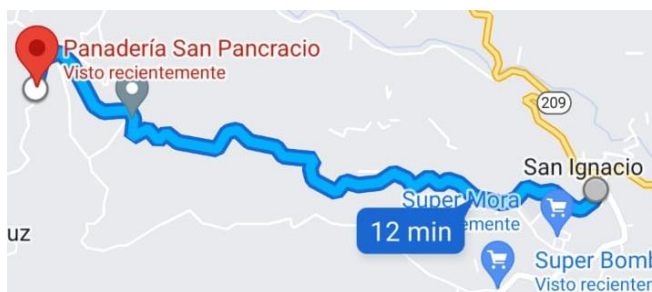 Panadería San Pancracio
Visto recientemente
209
San Ignacio
Super Mora
12 min
uz
Super Bomb
Visto recienter